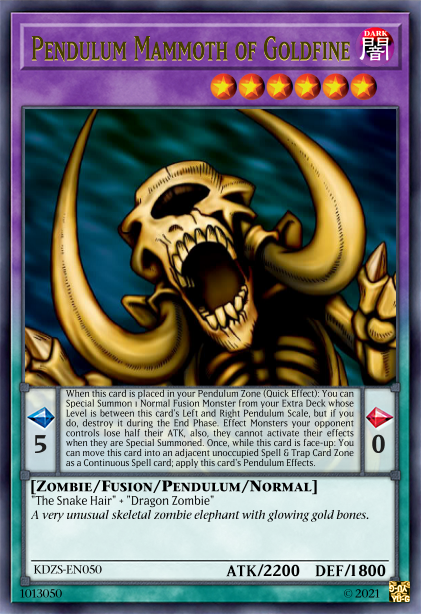 PENDULUM MAMMOTH OF GOLDFINE
DARK
闇
When this card is placed in your Pendulum Zone (Quick Effect): You can
Special Summon 1 Normal Fusion Monster from your Extra Deck whose
Level is between this card's Left and Right Pendulum Scale, but if you
do, destroy it during the End Phase. Effect Monsters your opponent
controls lose half their ATK, also, they cannot activate their effects
when they are Special Summoned. Once, while this card is face-up: You
can move this card into an adjacent unoccupied Spell & Trap Card Zone
as a Continuous Spell card; apply this card's Pendulum Effects.
5
0
[ZOMBIE/FUSION/PENDULUM/NORMAL]
"The Snake Hair" + "Dragon Zombie"
A very unusual skeletal zombie elephant with glowing gold bones.
KDZS-EN050
ATK/2200 DEF/1800
1013050
© 2021